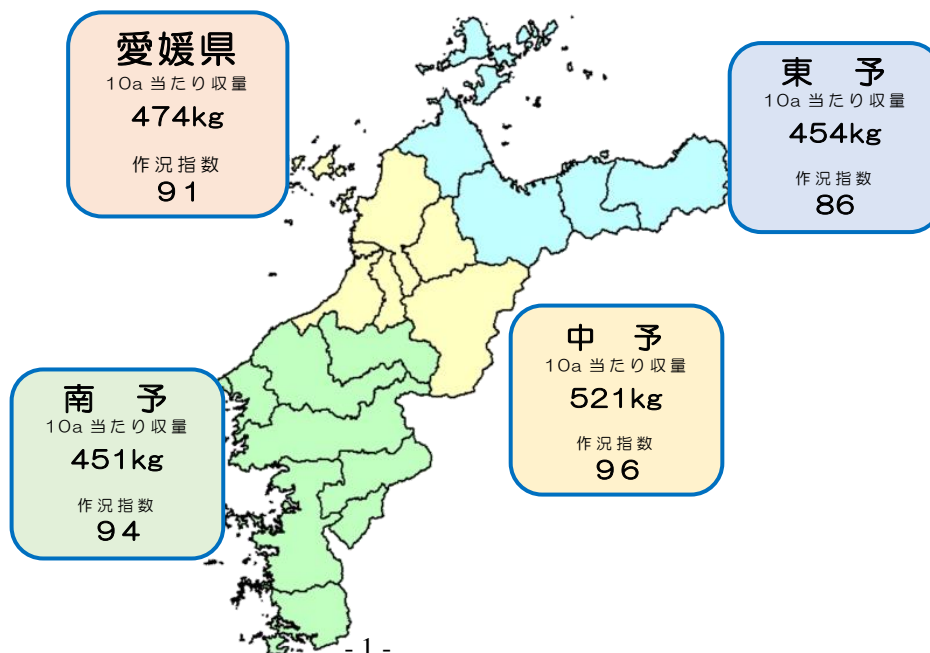 愛媛県
10a 当たり収量
474kg
作況指数
91
東 予
10a 当たり収量
454kg
作況指数
86
中 予
10a 当たり収量
521kg
作況指数
96
南 予
10a 当たり収量
451kg
作況指数
94
- 1 -